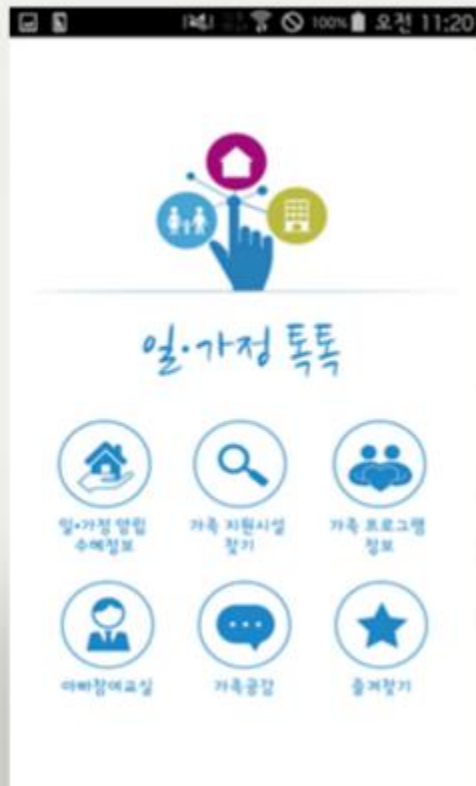 100% 오전 11:20
일·가정 톡톡
일·가정 양립
수혜정보
가족 지원시설
찾기
가족 프로그램
정보
아빠참여교실
가족공감
즐겨찾기